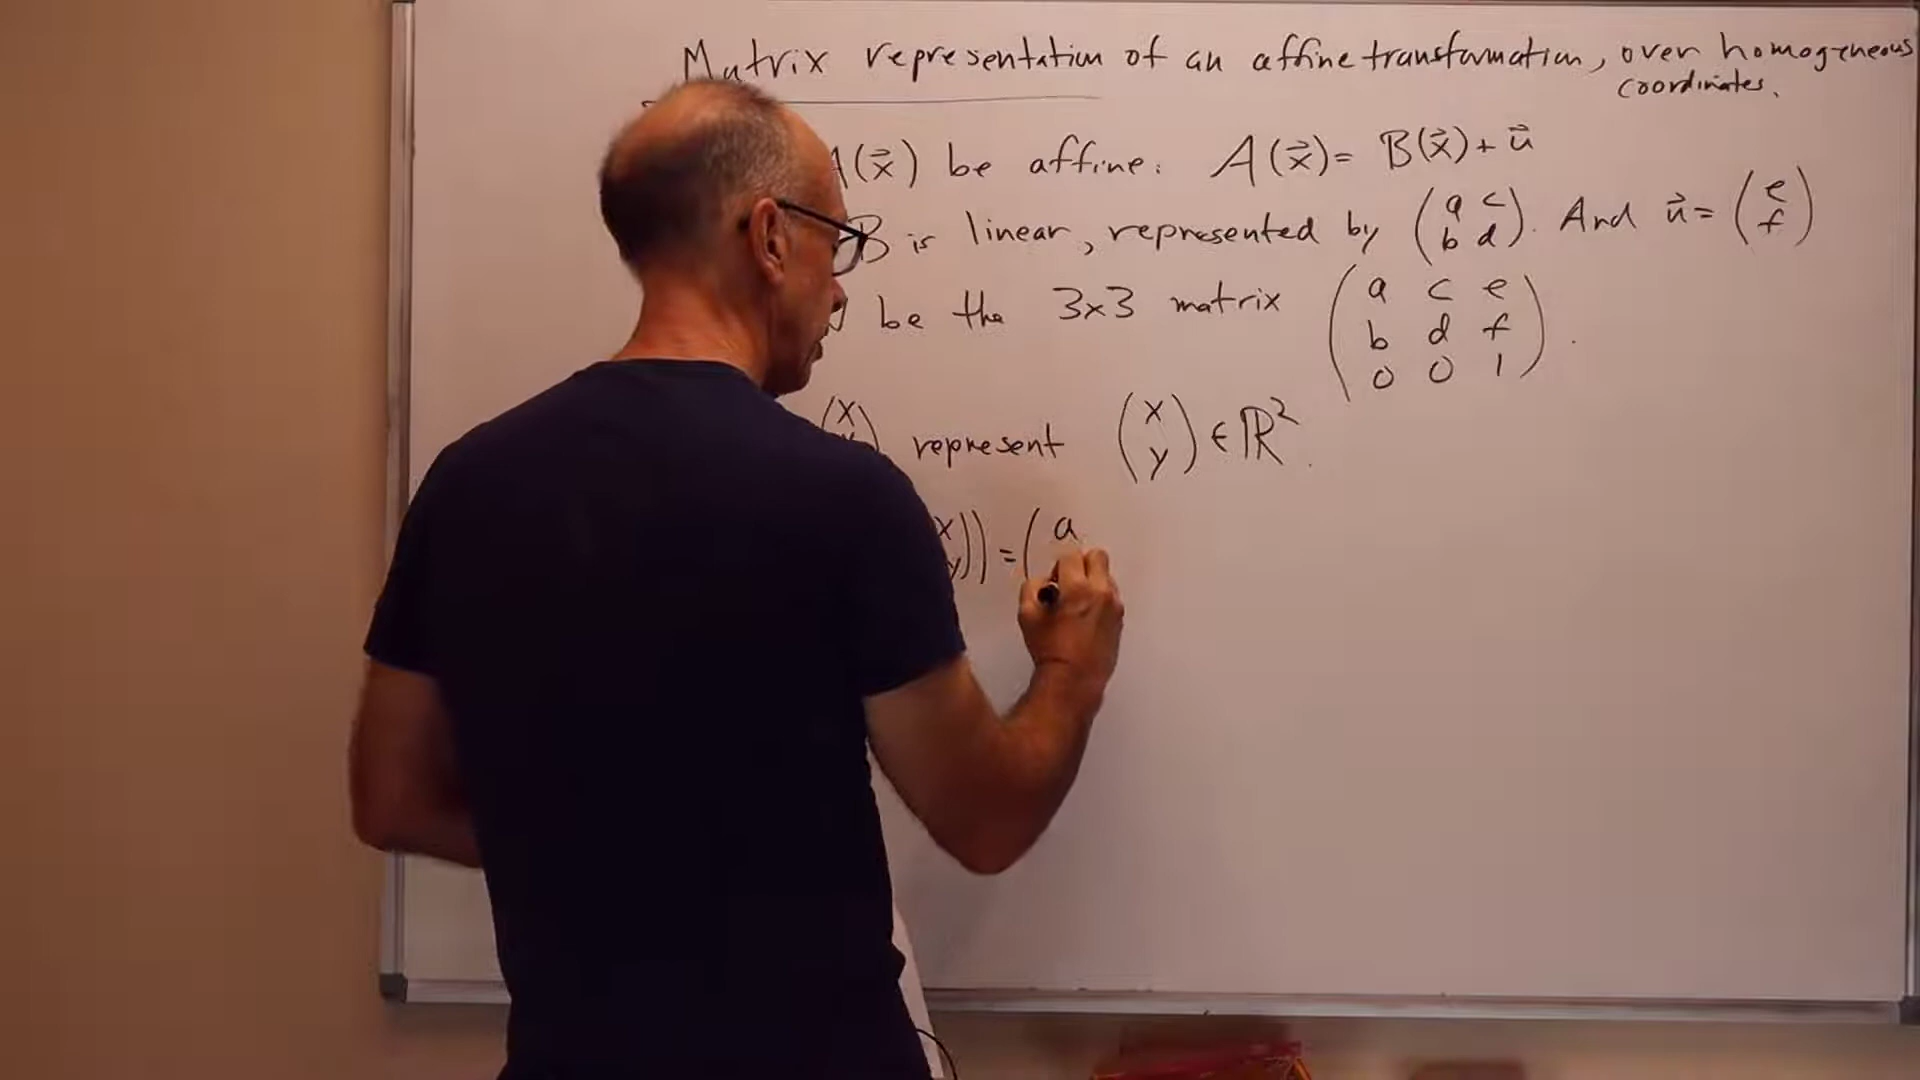 Matrix representation of an affine transformation, over homogeneous
coordinates.
A(x⃗) be affine: A(x⃗) = B(x⃗) + u⃗
B is linear, represented by (a c; b d). And u⃗ = (e; f)
be the 3x3 matrix (a c e; b d f; 0 0 1).
(x y represent (x; y) ∈ ℝ².
x y)) = (a